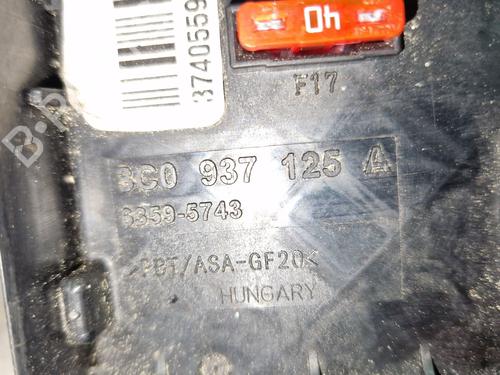 40
F17
3740559
3C0 937 125 A
6359-5743
>PBT/ASA-GF20<
HUNGARY